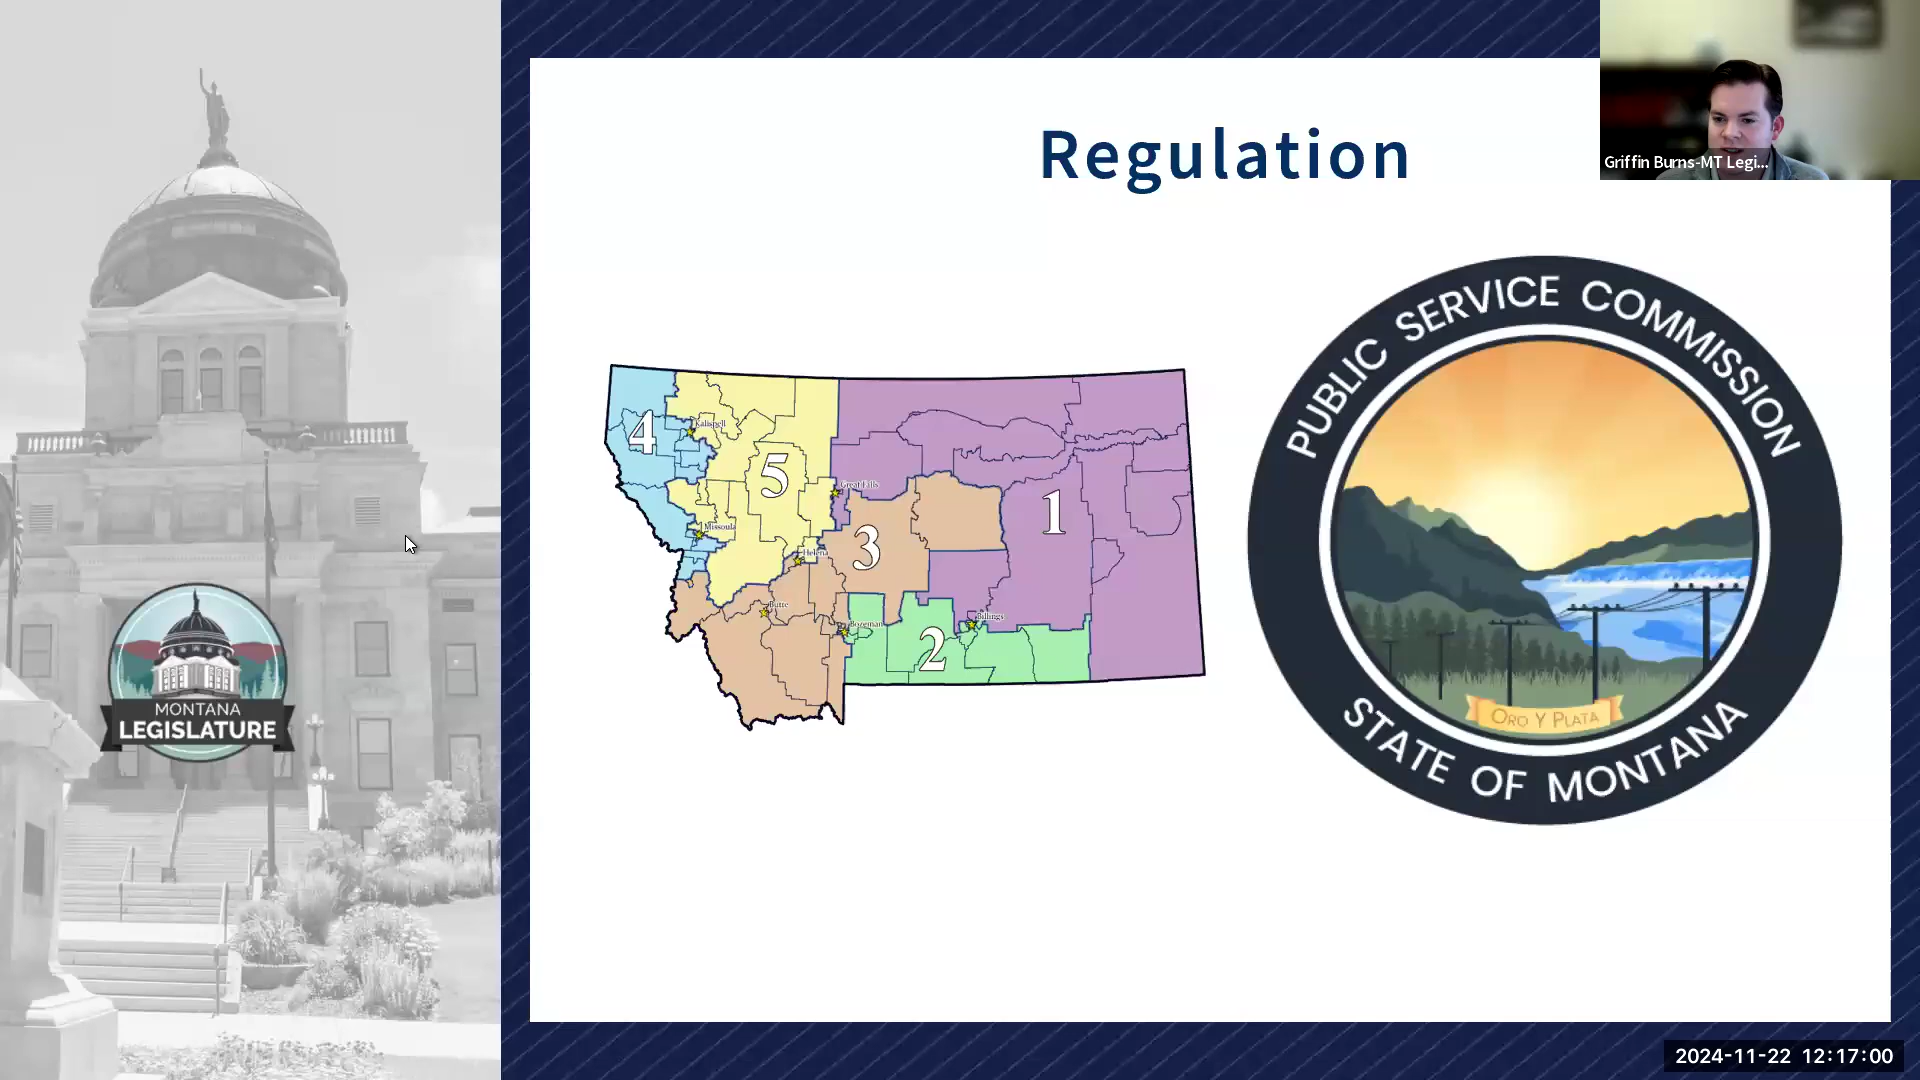 Regulation
Griffin Burns-MT Legi...
PUBLIC SERVICE COMMISSION
STATE OF MONTANA
ORO Y PLATA
4
5
3
1
2
Kalispell
Great Falls
Missoula
Helena
Butte
Bozeman
Billings
MONTANA
LEGISLATURE
2024-11-22 12:17:00